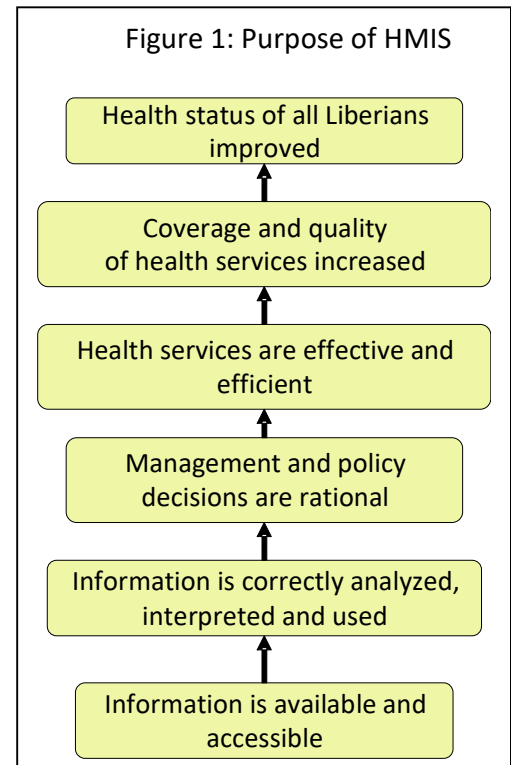 Figure 1: Purpose of HMIS
Health status of all Liberians
improved
Coverage and quality
of health services increased
Health services are effective and
efficient
Management and policy
decisions are rational
Information is correctly analyzed,
interpreted and used
Information is available and
accessible